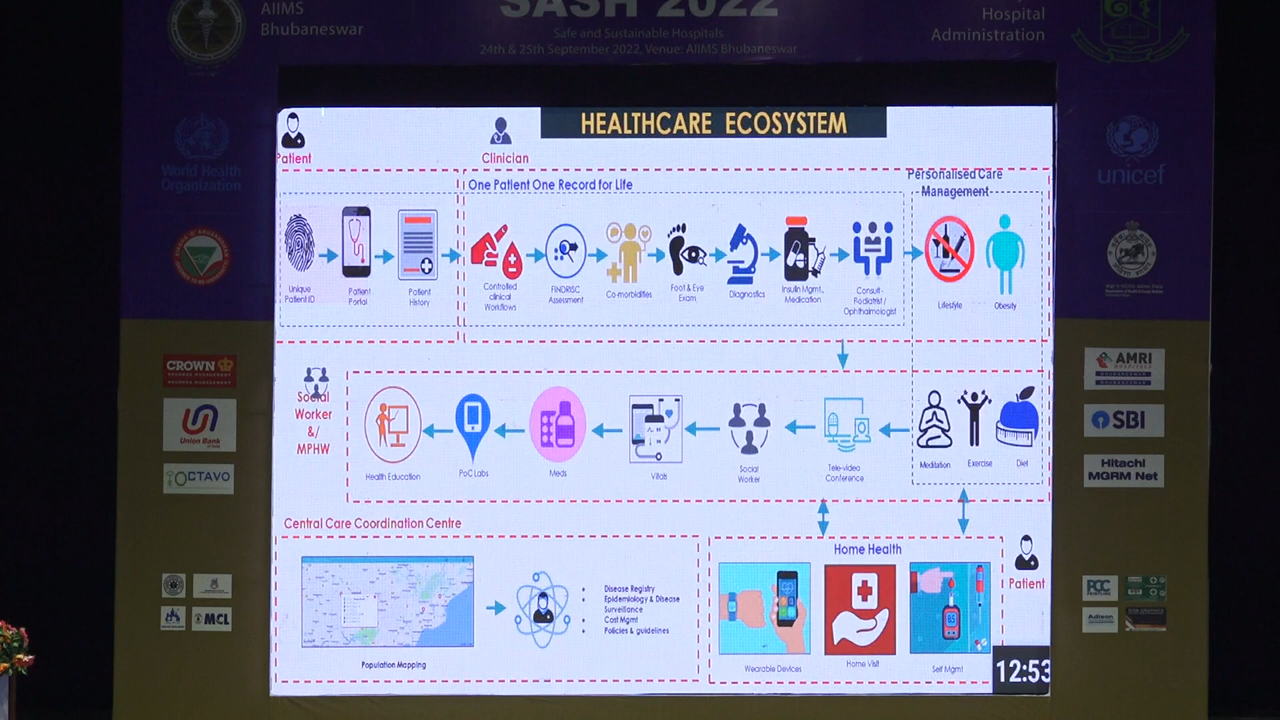 AIIMS
Bhubaneswar
SASH 2022
Safe and Sustainable Hospitals
24th & 25th September 2022, Venue: AIIMS Bhubaneswar
Hospital
Administration
World Health
Organization
unicef
CROWN
Union Bank
OCTAVO
MCL
AMRI
HOSPITALS
BHUBANESWAR
SBI
Hitachi
MGRM Net
PCC
Adison
HEALTHCARE ECOSYSTEM
Patient
Clinician
One Patient One Record for Life
Personalised Care
Management
Unique
Patient ID
Patient
Portal
Patient
History
Controlled
clinical
Workflows
FINDRISC
Assessment
Co-morbidities
Foot & Eye
Exam
Diagnostics
Insulin Mgmt.,
Medication
Consult -
Podiatrist /
Ophthalmologist
Lifestyle
Obesity
Social
Worker
&/
MPHW
Health Education
PoC Labs
Meds
Vitals
Social
Worker
Tele-video
Conference
Meditation
Exercise
Diet
Central Care Coordination Centre
Population Mapping
• Disease Registry
• Epidemiology & Disease
Surveillance
• Cost Mgmt
• Policies & guidelines
Home Health
Patient
Wearable Devices
Home Visit
Self Mgmt
12:53